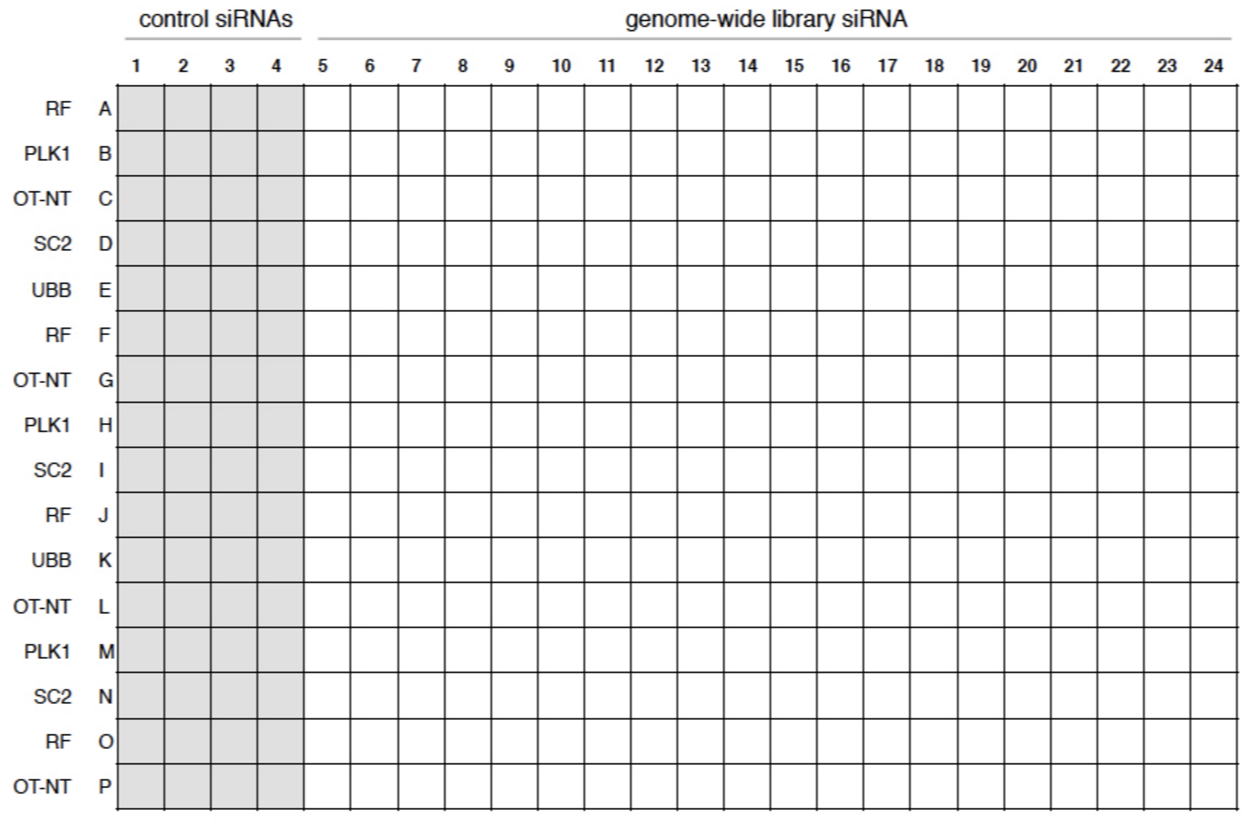 control siRNAs genome-wide library siRNA
1 2 3 4 5 6 7 8 9 10 11 12 13 14 15 16 17 18 19 20 21 22 23 24
RF A
PLK1 B
OT-NT C
SC2 D
UBB E
RF F
OT-NT G
PLK1 H
SC2 I
RF J
UBB K
OT-NT L
PLK1 M
SC2 N
RF O
OT-NT P